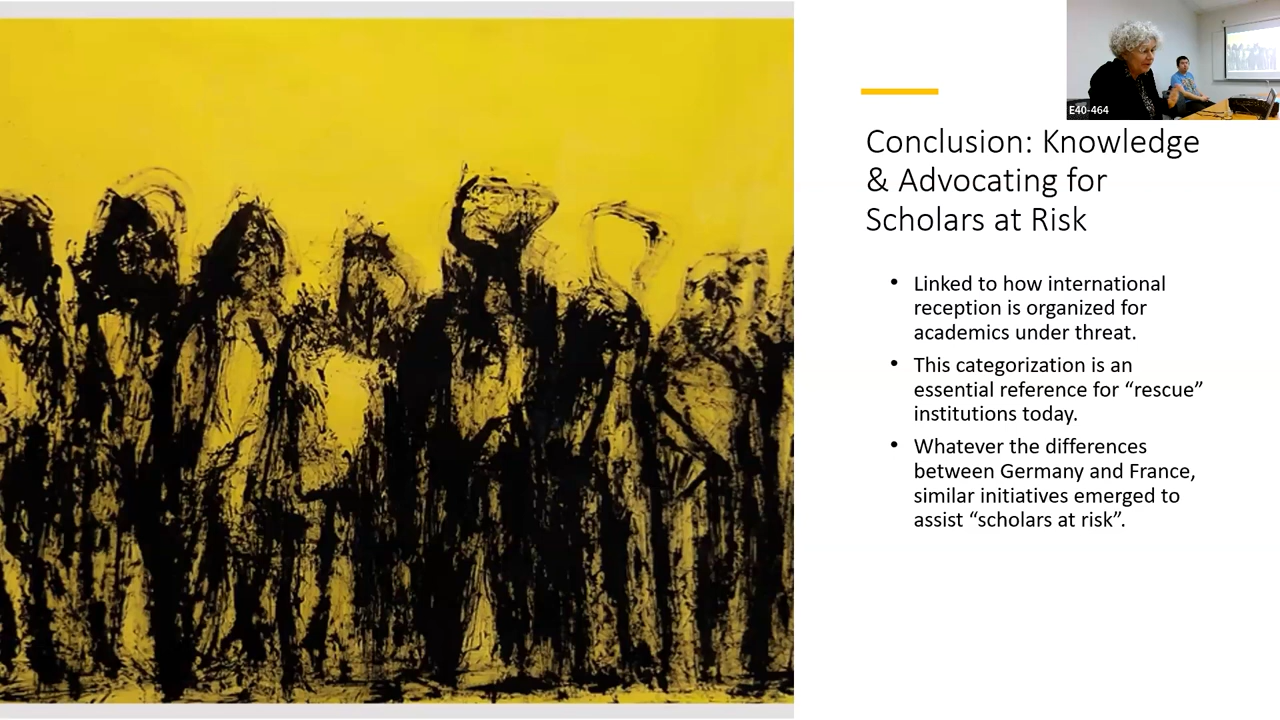 E40-464
Conclusion: Knowledge
& Advocating for
Scholars at Risk
• Linked to how international
reception is organized for
academics under threat.
• This categorization is an
essential reference for “rescue”
institutions today.
• Whatever the differences
between Germany and France,
similar initiatives emerged to
assist “scholars at risk”.